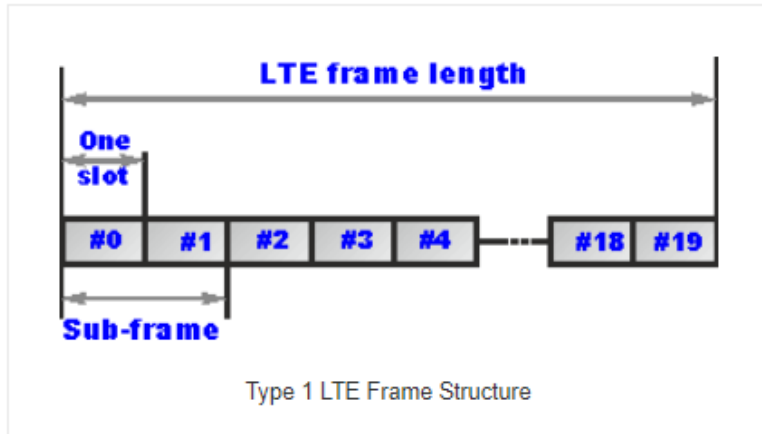 LTE frame length
One
slot
#0 #1 #2 #3 #4 #18 #19
Sub-frame
Type 1 LTE Frame Structure